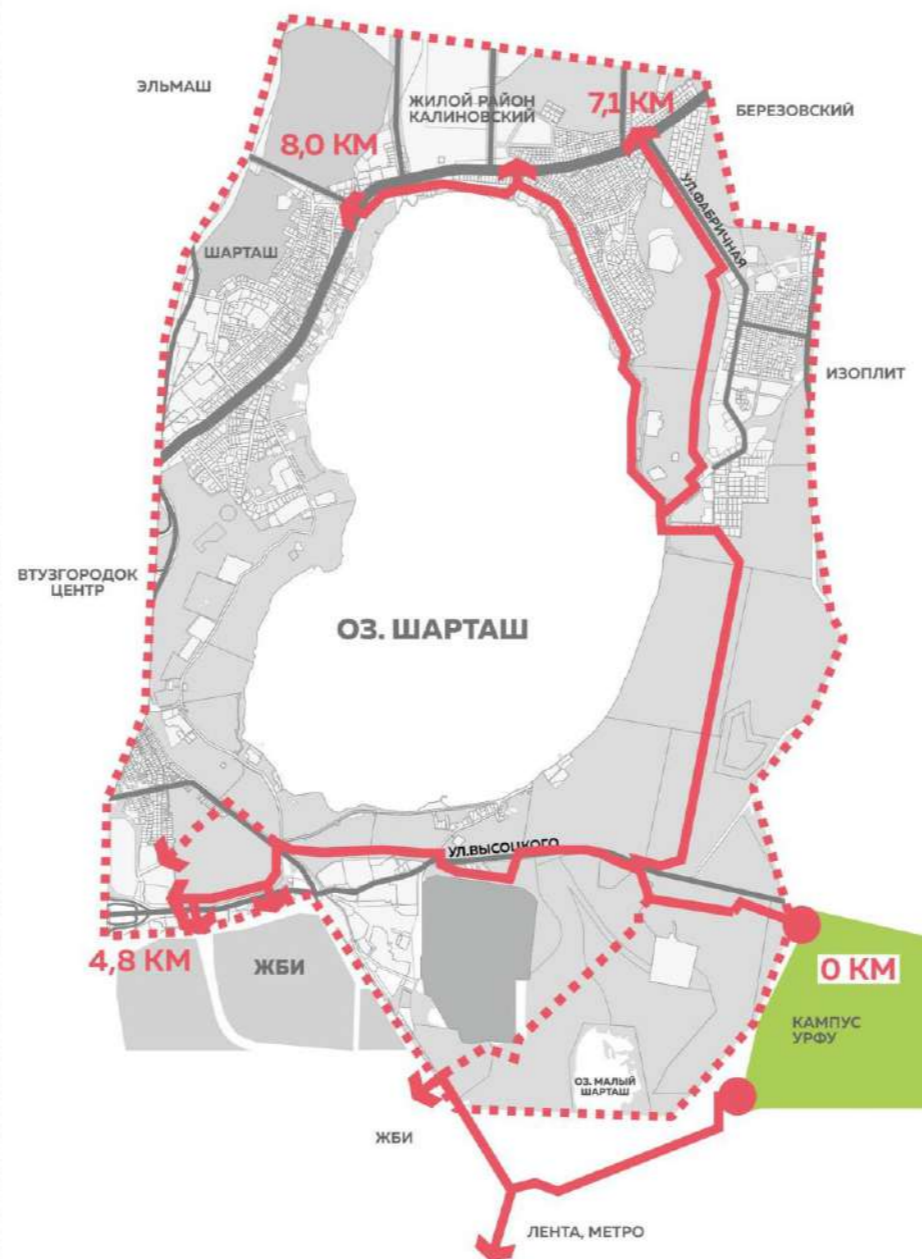 ЭЛЬМАШ
ЖИЛОЙ РАЙОН
КАЛИНОВСКИЙ
7,1 КМ
БЕРЕЗОВСКИЙ
8,0 КМ
УЛ.ФАБРИЧНАЯ
ШАРТАШ
ИЗОПЛИТ
ВТУЗГОРОДОК
ЦЕНТР
ОЗ. ШАРТАШ
УЛ.ВЫСОЦКОГО
4,8 КМ
ЖБИ
0 КМ
КАМПУС
УРФУ
ОЗ. МАЛЫЙ
ШАРТАШ
ЖБИ
ЛЕНТА, МЕТРО